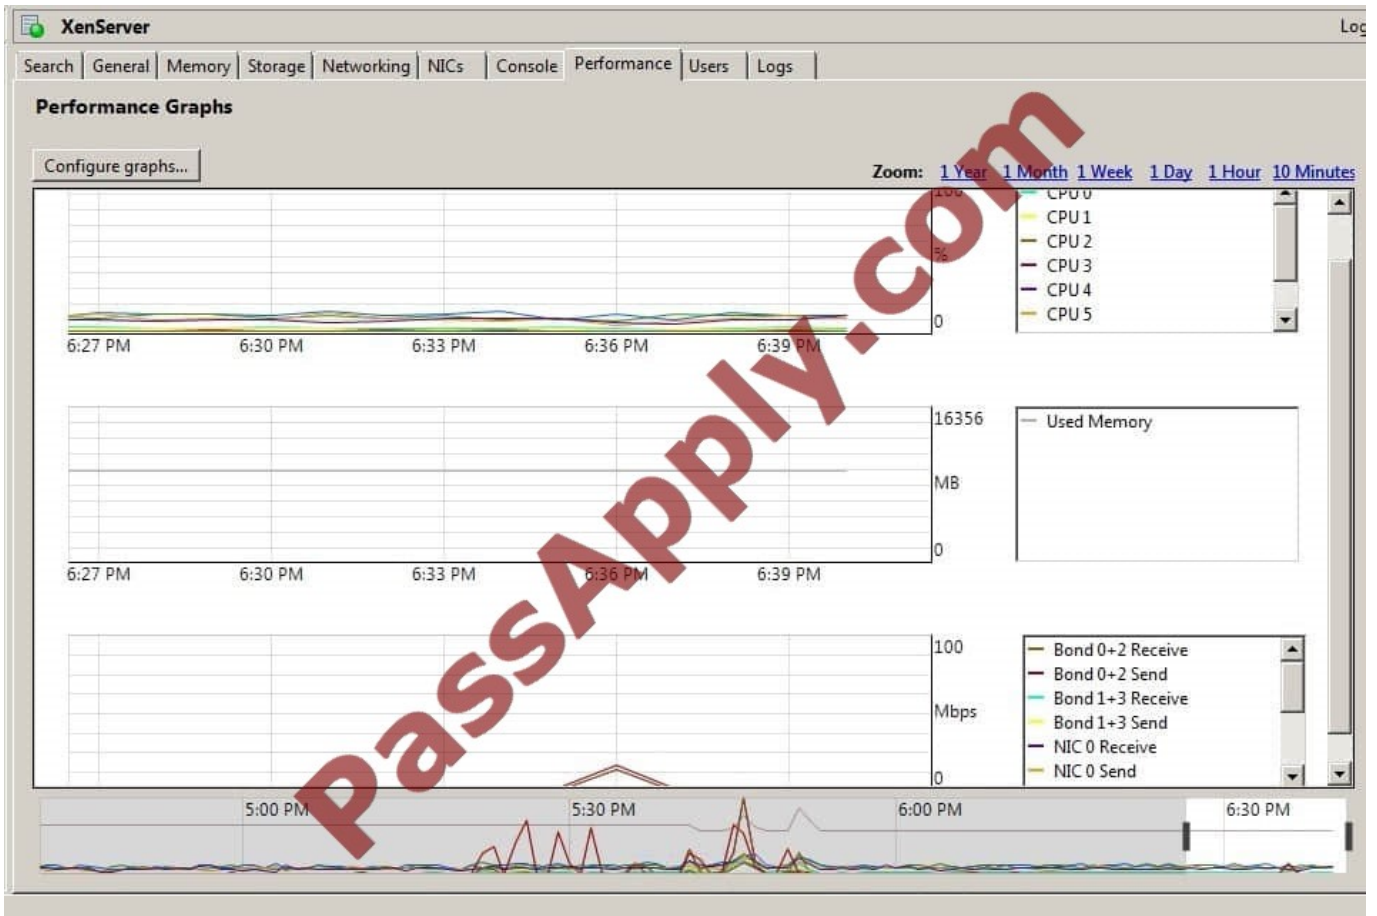 XenServer
Log
Search General Memory Storage Networking NICs Console Performance Users Logs
Performance Graphs
Configure graphs...
Zoom: 1 Year 1 Month 1 Week 1 Day 1 Hour 10 Minutes
100
%
0
CPU 0
CPU 1
CPU 2
CPU 3
CPU 4
CPU 5
6:27 PM 6:30 PM 6:33 PM 6:36 PM 6:39 PM
16356
MB
0
Used Memory
6:27 PM 6:30 PM 6:33 PM 6:36 PM 6:39 PM
100
Mbps
0
Bond 0+2 Receive
Bond 0+2 Send
Bond 1+3 Receive
Bond 1+3 Send
NIC 0 Receive
NIC 0 Send
5:00 PM 5:30 PM 6:00 PM 6:30 PM
PassApply.com